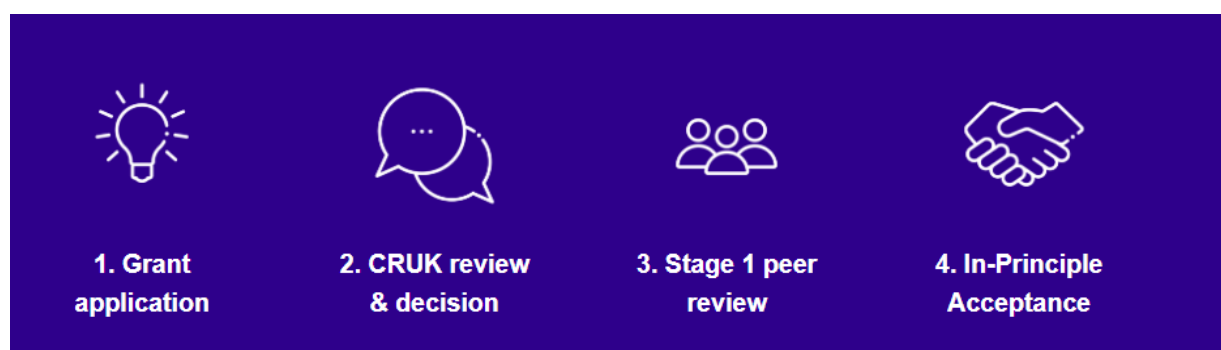 1. Grant
application
2. CRUK review
& decision
3. Stage 1 peer
review
4. In-Principle
Acceptance